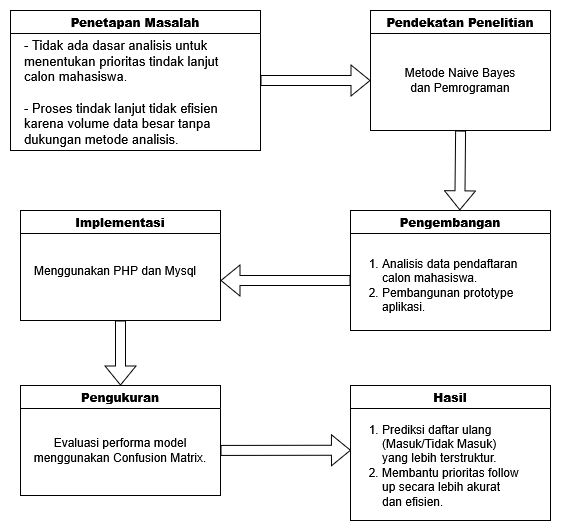 Penetapan Masalah
- Tidak ada dasar analisis untuk
menentukan prioritas tindak lanjut
calon mahasiswa.
- Proses tindak lanjut tidak efisien
karena volume data besar tanpa
dukungan metode analisis.
Pendekatan Penelitian
Metode Naive Bayes
dan Pemrograman
Pengembangan
1. Analisis data pendaftaran
calon mahasiswa.
2. Pembangunan prototype
aplikasi.
Implementasi
Menggunakan PHP dan Mysql
Pengukuran
Evaluasi performa model
menggunakan Confusion Matrix.
Hasil
1. Prediksi daftar ulang
(Masuk/Tidak Masuk)
yang lebih terstruktur.
2. Membantu prioritas follow
up secara lebih akurat
dan efisien.